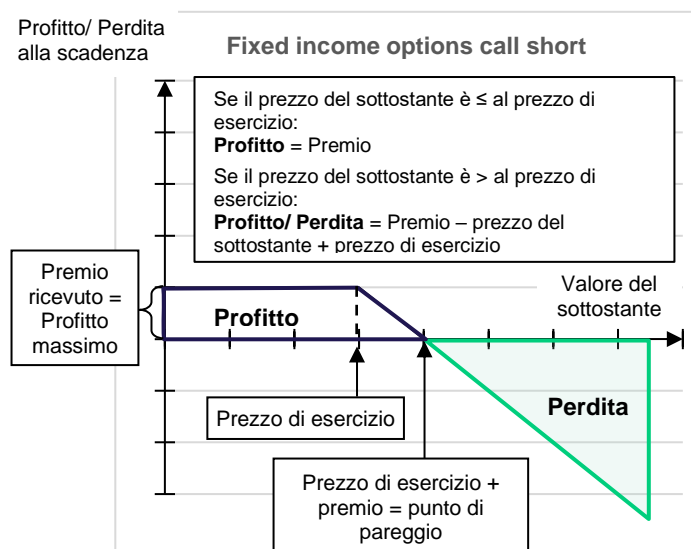 Profitto/ Perdita
alla scadenza
Fixed income options call short
Se il prezzo del sottostante è ≤ al prezzo di
esercizio:
Profitto = Premio
Se il prezzo del sottostante è > al prezzo di
esercizio:
Profitto/ Perdita = Premio – prezzo del
sottostante + prezzo di esercizio
Premio
ricevuto =
Profitto
massimo
Profitto
Valore del
sottostante
Prezzo di esercizio
Perdita
Prezzo di esercizio +
premio = punto di
pareggio